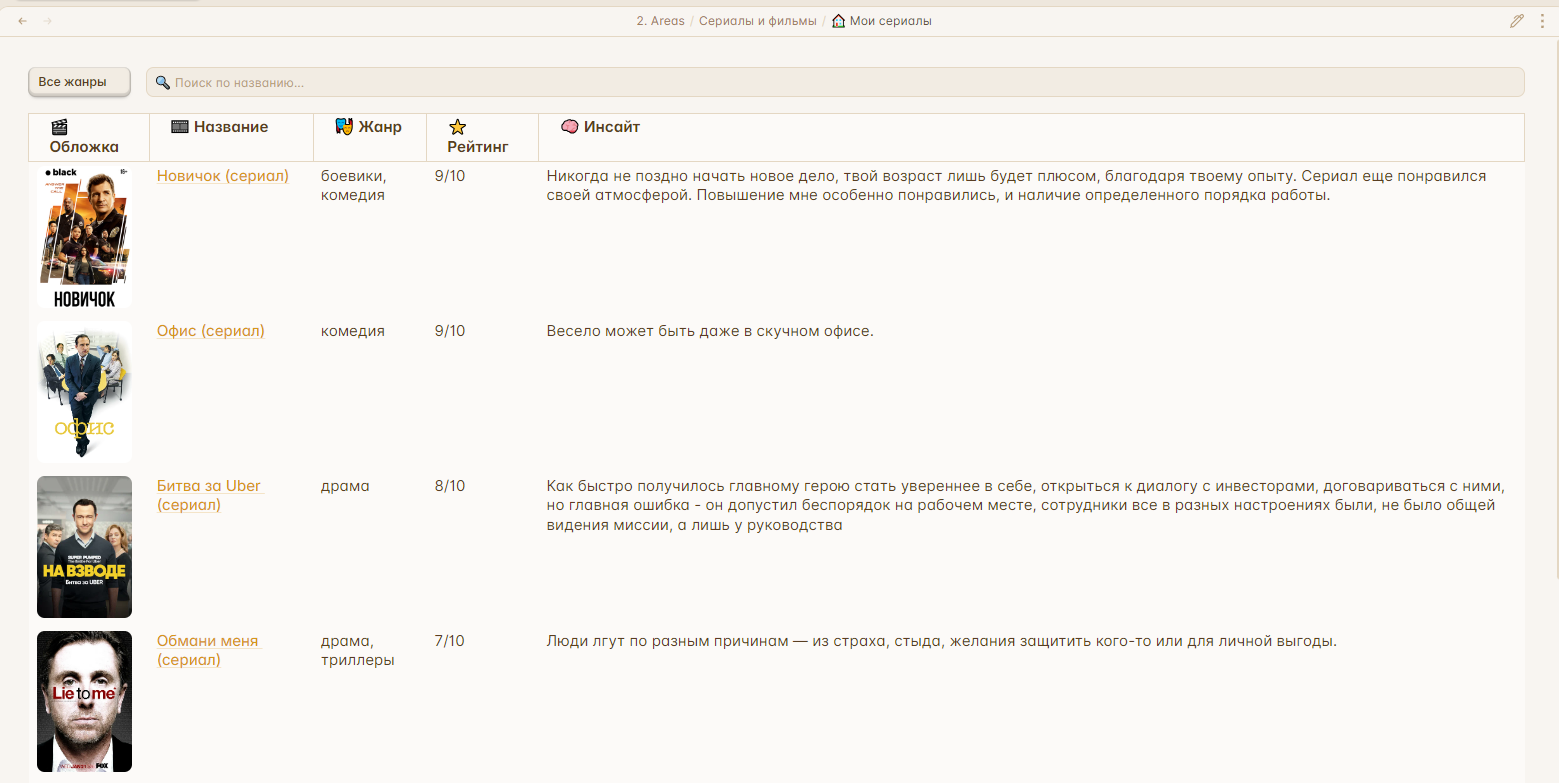 2. Areas / Сериалы и фильмы / Мои сериалы
Все жанры
Поиск по названию...
Обложка
Название
Жанр
Рейтинг
Инсайт
black
ANSWER THE CALL
НОВИЧОК
Новичок (сериал)
боевики,
комедия
9/10
Никогда не поздно начать новое дело, твой возраст лишь будет плюсом, благодаря твоему опыту. Сериал еще понравился
своей атмосферой. Повышение мне особенно понравились, и наличие определенного порядка работы.
офис
Офис (сериал)
комедия
9/10
Весело может быть даже в скучном офисе.
SUPER PUMPED
The Battle For Uber
НА ВЗВОДЕ
Битва за UBER
Битва за Uber
(сериал)
драма
8/10
Как быстро получилось главному герою стать увереннее в себе, открыться к диалогу с инвесторами, договариваться с ними,
но главная ошибка - он допустил беспорядок на рабочем месте, сотрудники все в разных настроениях были, не было общей
видения миссии, а лишь у руководства
Lie to me
FOX
Обмани меня
(сериал)
драма,
триллеры
7/10
Люди лгут по разным причинам — из страха, стыда, желания защитить кого-то или для личной выгоды.